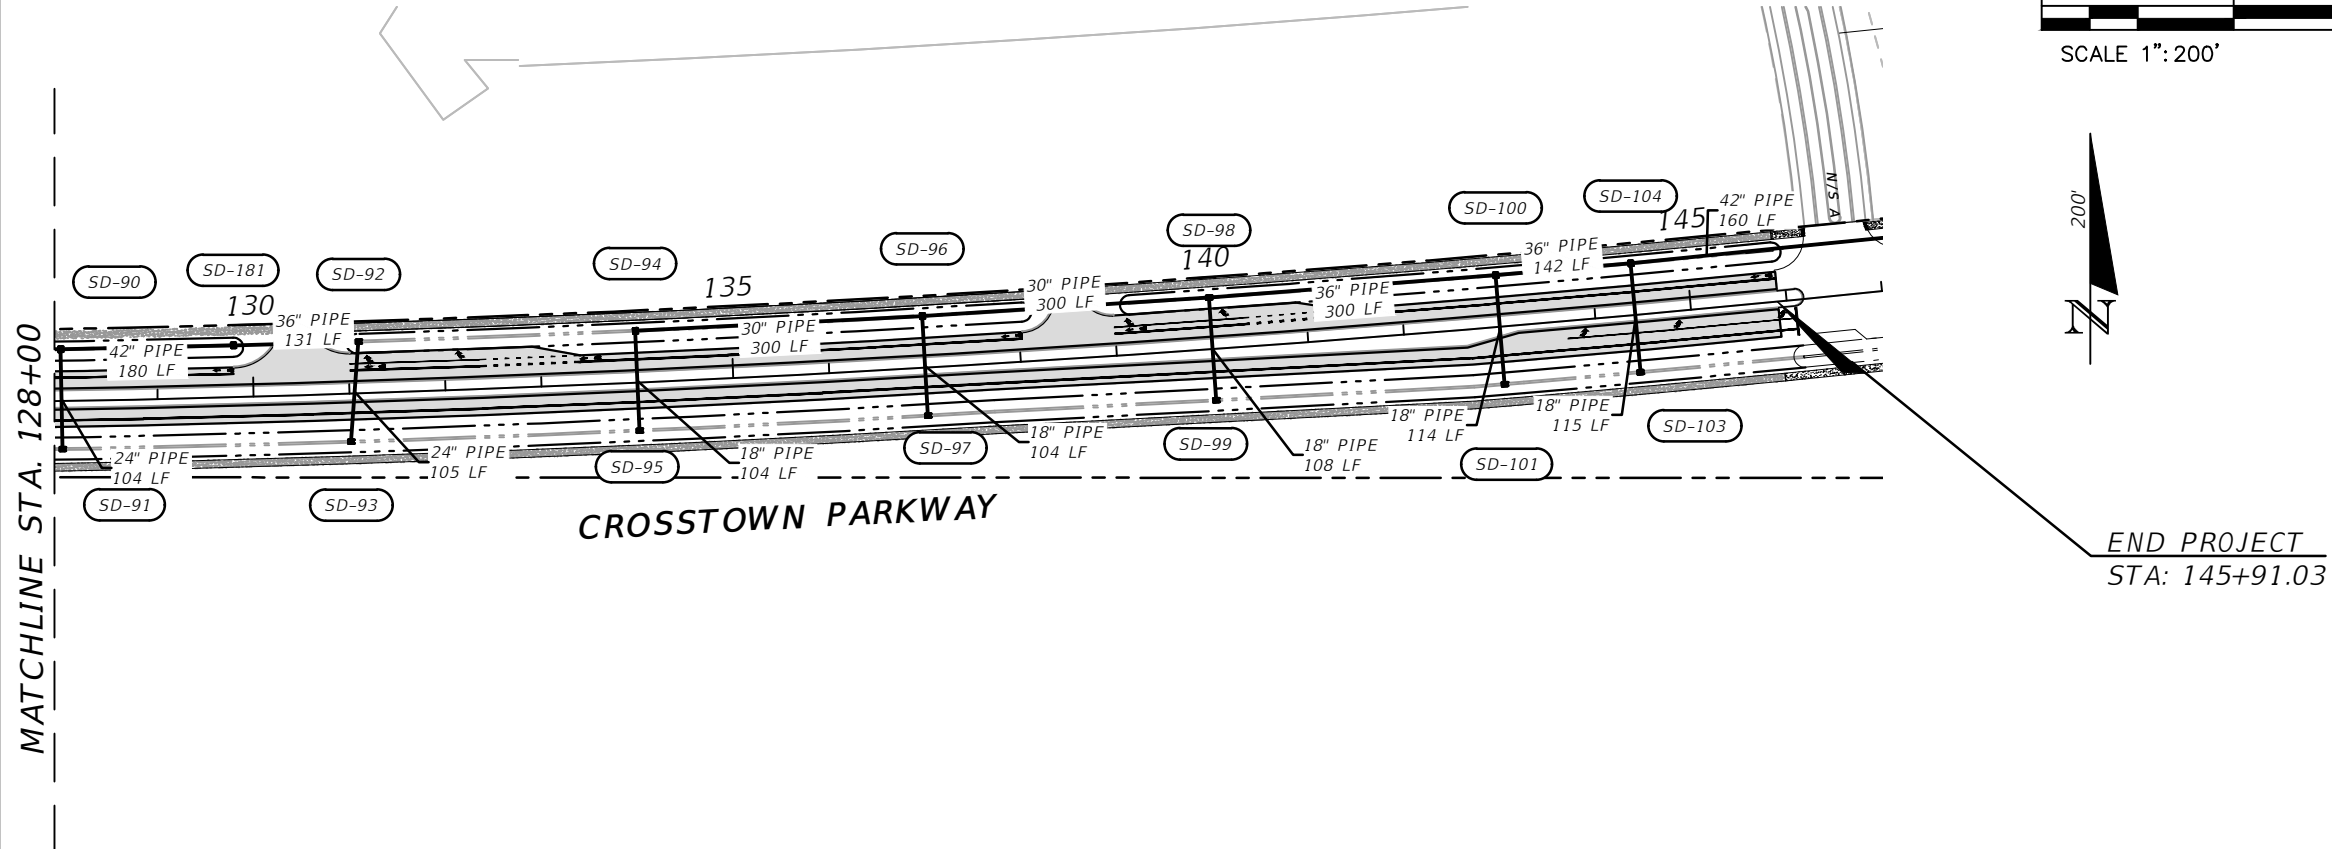 SCALE 1":200'
200'
N
N/S A
MATCHLINE STA. 128+00
SD-90
SD-181
SD-92
SD-94
SD-96
SD-98
SD-100
SD-104
130
135
140
145
42" PIPE
180 LF
36" PIPE
131 LF
30" PIPE
300 LF
30" PIPE
300 LF
36" PIPE
300 LF
36" PIPE
142 LF
42" PIPE
160 LF
24" PIPE
104 LF
24" PIPE
105 LF
18" PIPE
104 LF
18" PIPE
104 LF
18" PIPE
108 LF
18" PIPE
114 LF
18" PIPE
115 LF
SD-91
SD-93
SD-95
SD-97
SD-99
SD-101
SD-103
CROSSTOWN PARKWAY
END PROJECT
STA: 145+91.03